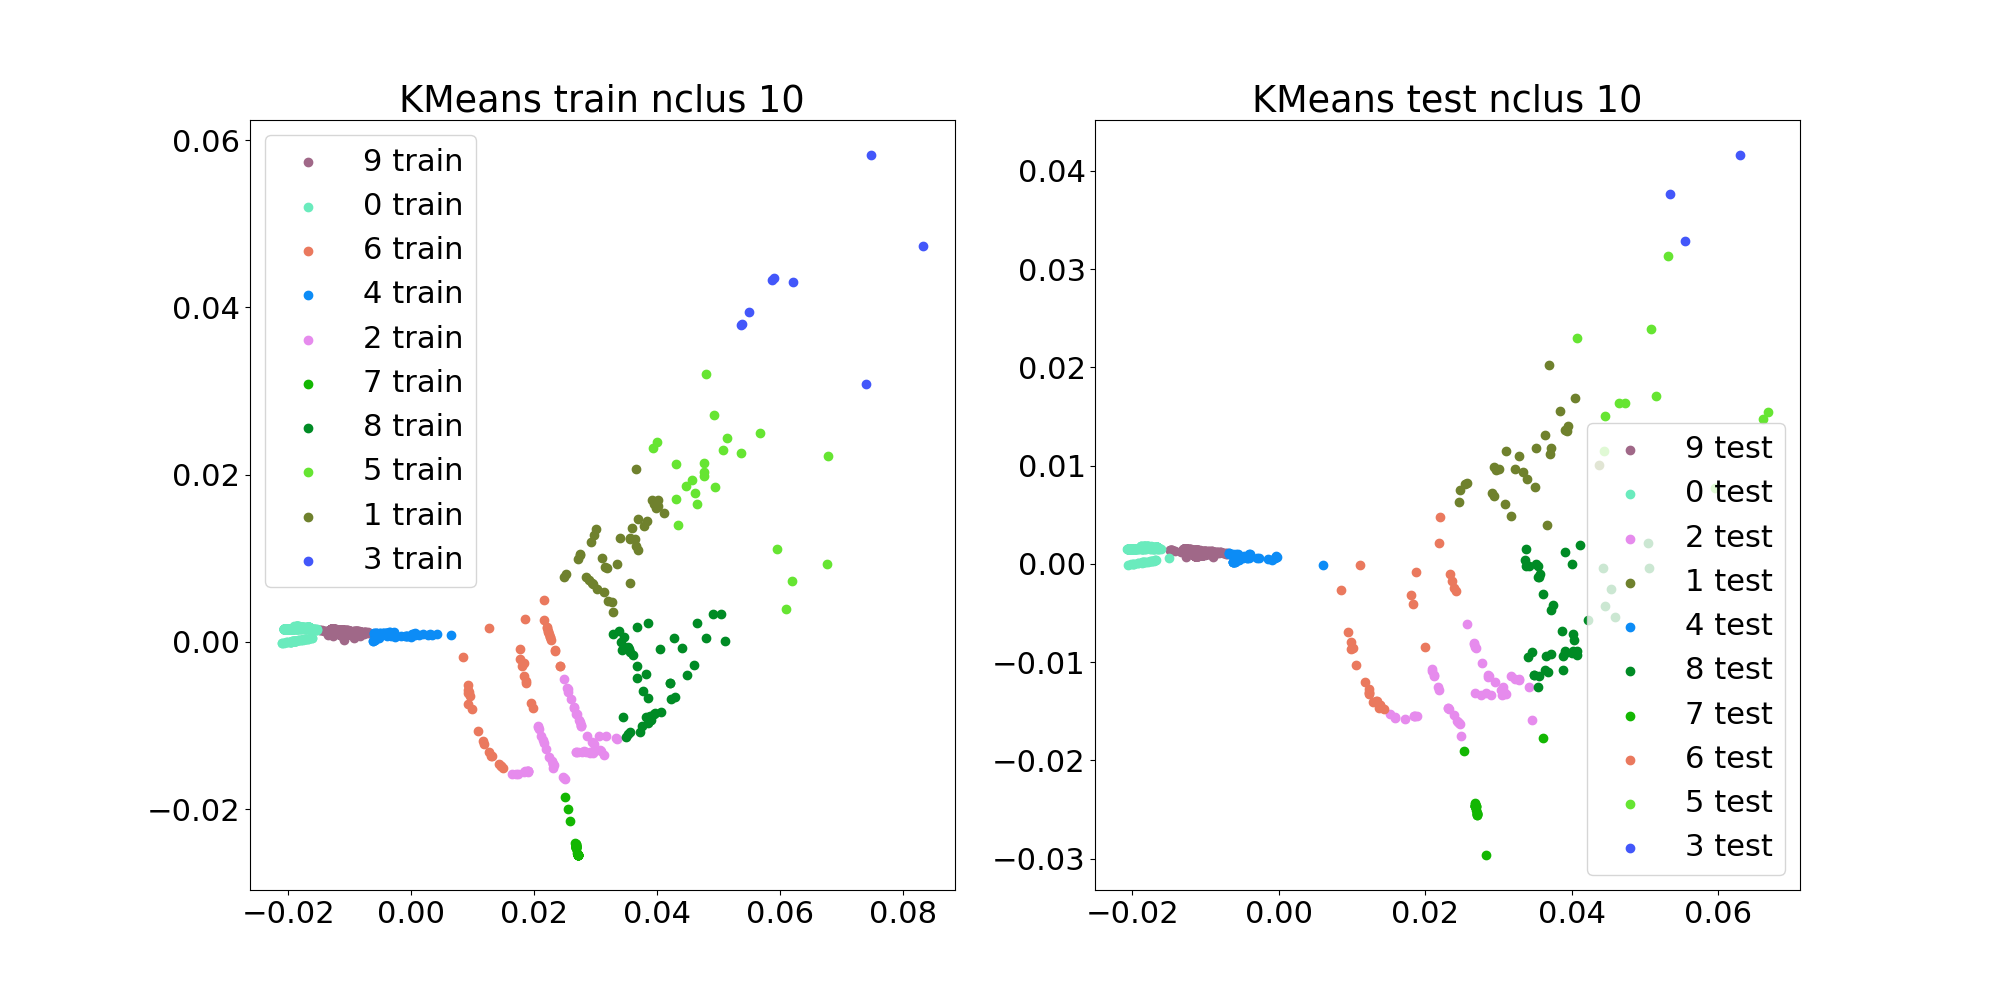 KMeans train nclus 10
0.06
0.04
0.02
0.00
−0.02
9 train
0 train
6 train
4 train
2 train
7 train
8 train
5 train
1 train
3 train
−0.02 0.00 0.02 0.04 0.06 0.08
KMeans test nclus 10
0.04
0.03
0.02
0.01
0.00
−0.01
−0.02
−0.03
9 test
0 test
2 test
1 test
4 test
8 test
7 test
6 test
5 test
3 test
−0.02 0.00 0.02 0.04 0.06